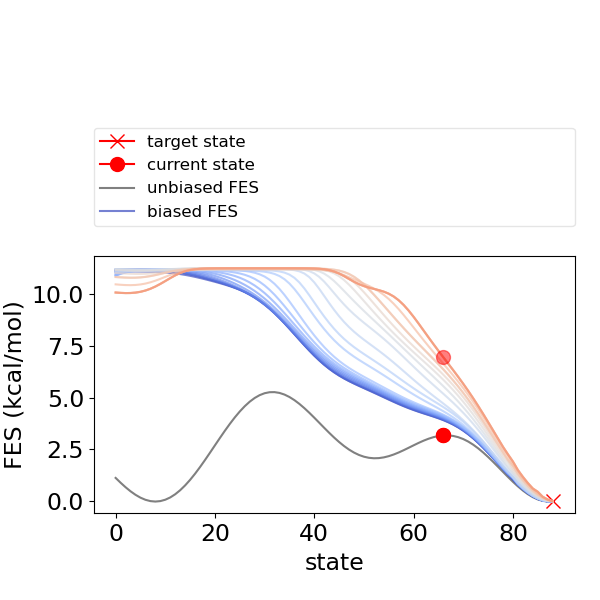 target state
current state
unbiased FES
biased FES
FES (kcal/mol)
10.0
7.5
5.0
2.5
0.0
0 20 40 60 80
state